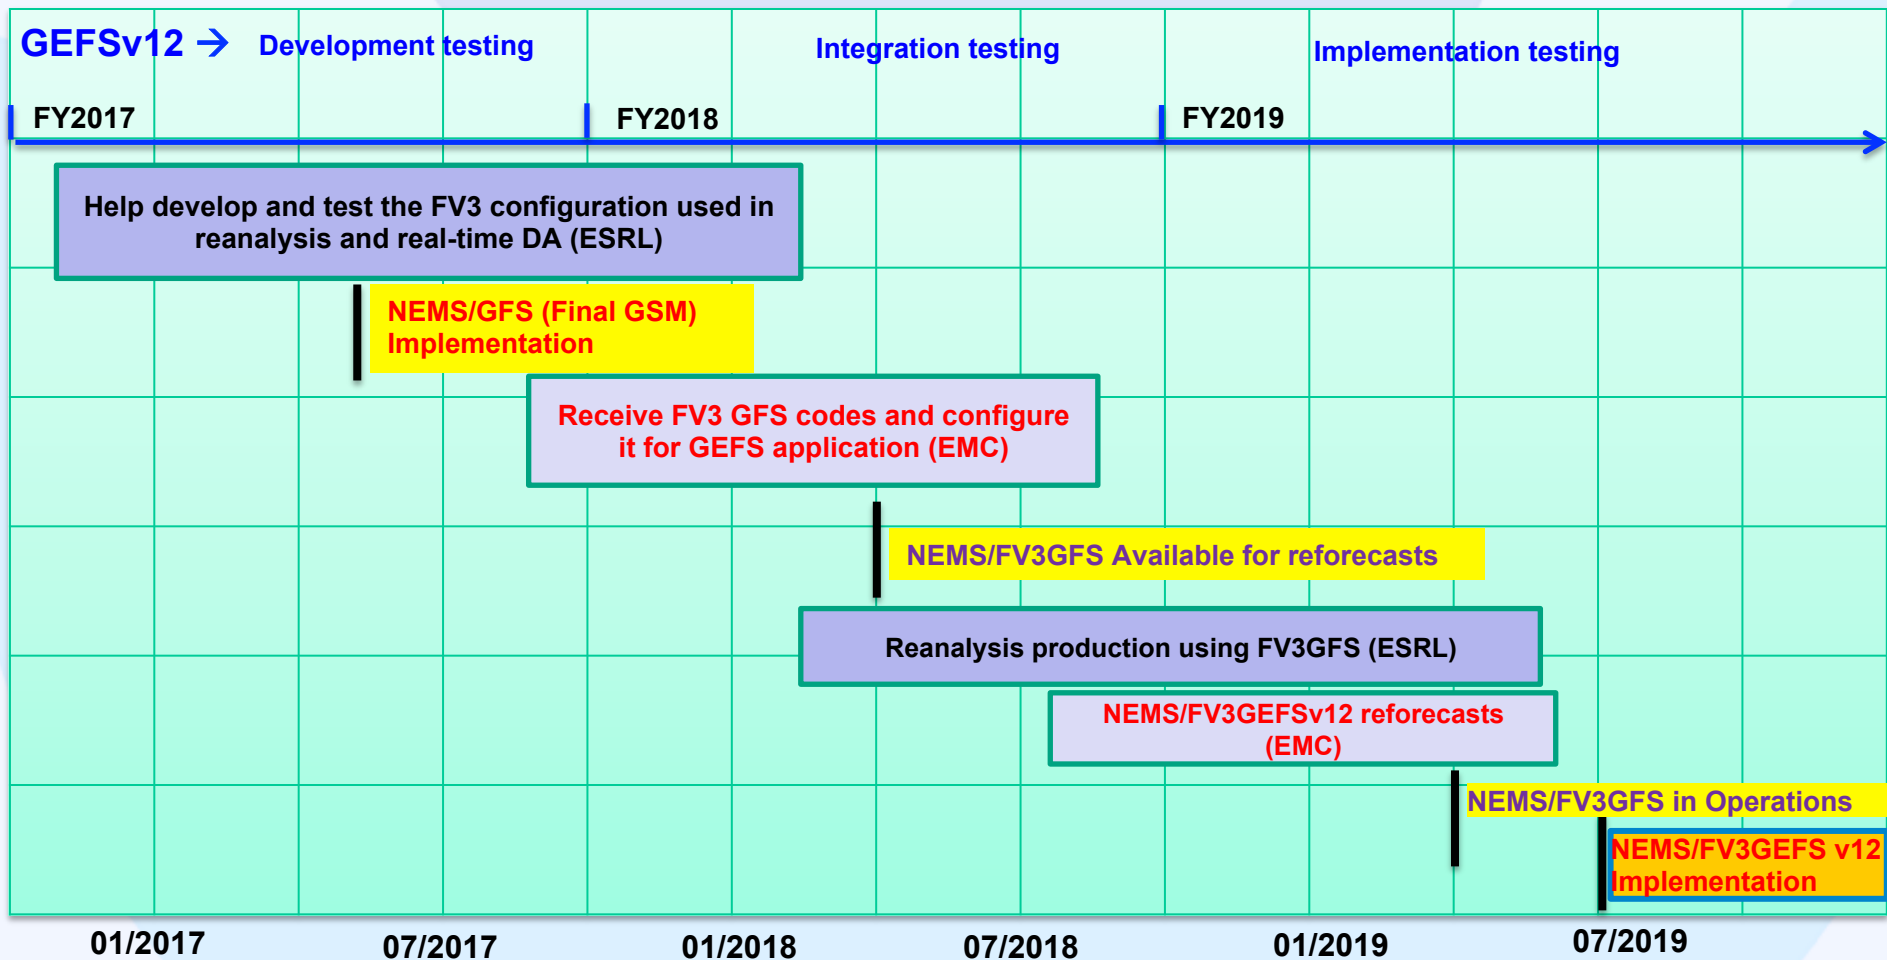 GEFSv12 → Development testing
Integration testing
Implementation testing
FY2017
FY2018
FY2019
Help develop and test the FV3 configuration used in
reanalysis and real-time DA (ESRL)
NEMS/GFS (Final GSM)
Implementation
Receive FV3 GFS codes and configure
it for GEFS application (EMC)
NEMS/FV3GFS Available for reforecasts
Reanalysis production using FV3GFS (ESRL)
NEMS/FV3GEFSv12 reforecasts
(EMC)
NEMS/FV3GFS in Operations
NEMS/FV3GEFS v12
Implementation
01/2017
07/2017
01/2018
07/2018
01/2019
07/2019